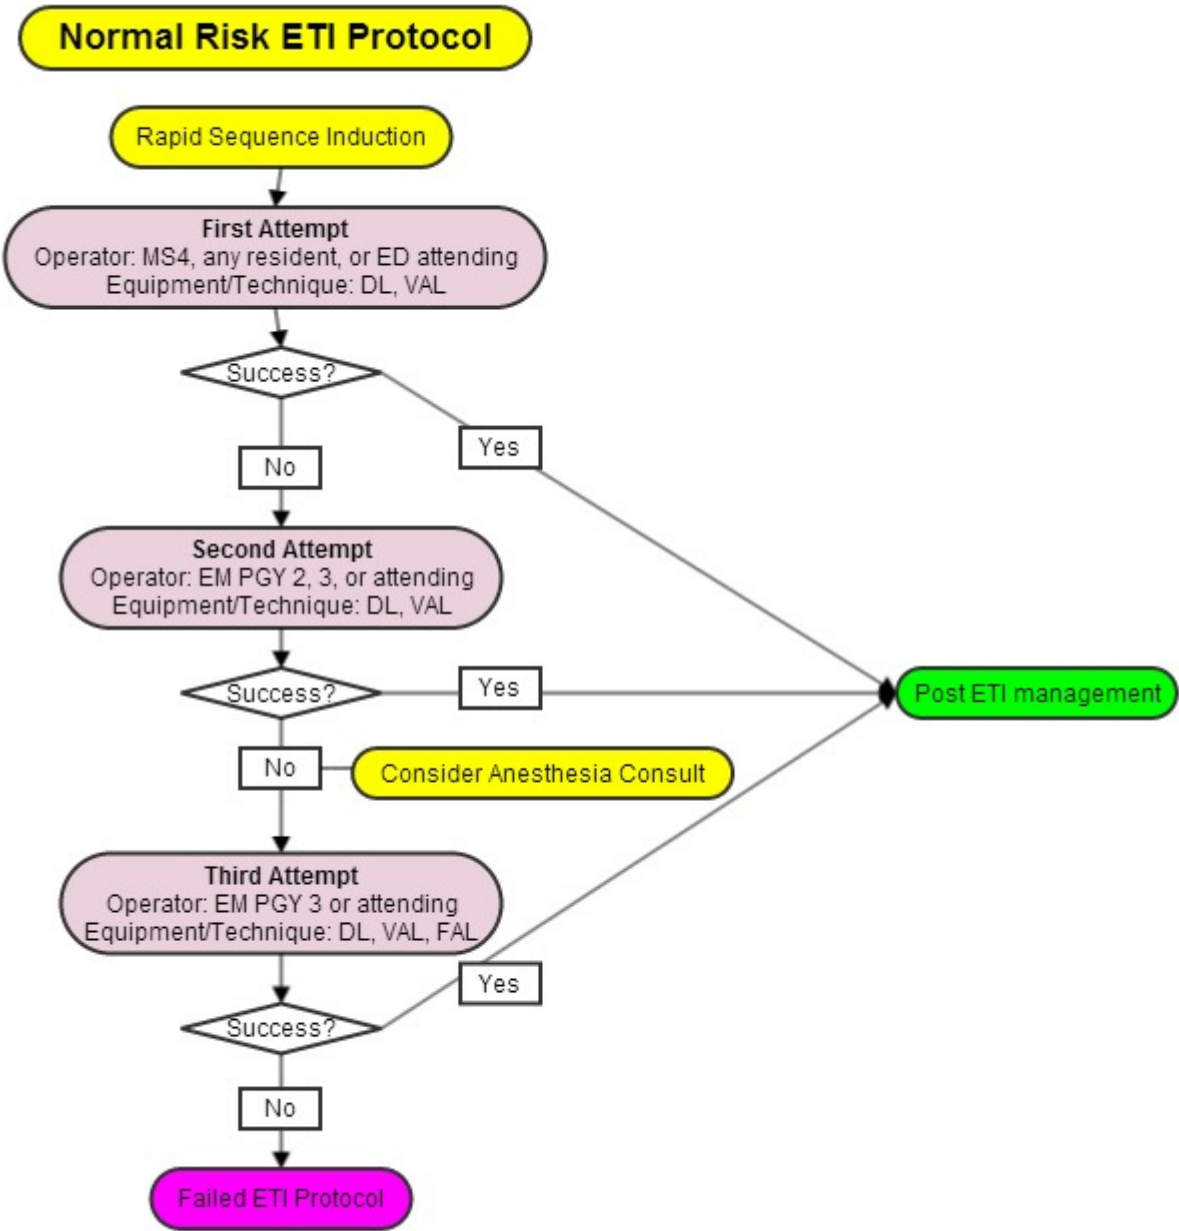 Normal Risk ETI Protocol
Rapid Sequence Induction
First Attempt
Operator: MS4, any resident, or ED attending
Equipment/Technique: DL, VAL
Success?
Yes
No
Second Attempt
Operator: EM PGY 2, 3, or attending
Equipment/Technique: DL, VAL
Success?
Yes
Post ETI management
No
Consider Anesthesia Consult
Third Attempt
Operator: EM PGY 3 or attending
Equipment/Technique: DL, VAL, FAL
Yes
Success?
No
Failed ETI Protocol